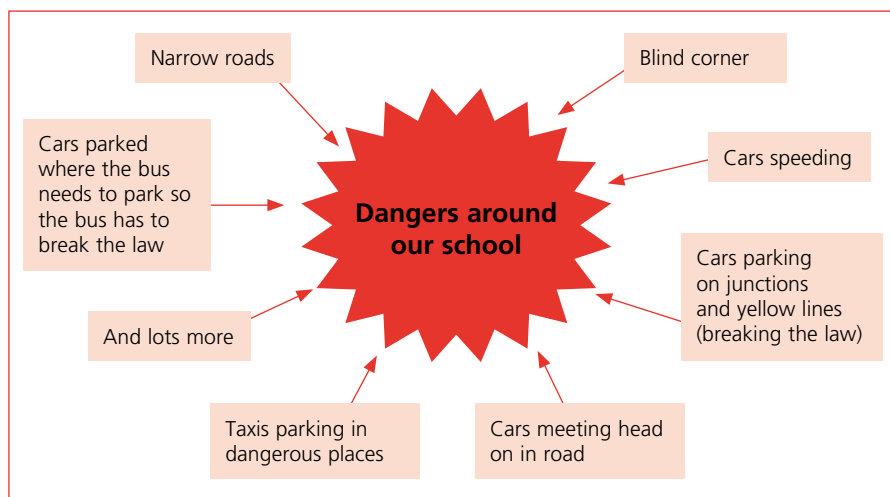 Narrow roads
Blind corner
Cars parked
where the bus
needs to park so
the bus has to
break the law
Cars speeding
Dangers around
our school
Cars parking
on junctions
and yellow lines
(breaking the law)
And lots more
Taxis parking in
dangerous places
Cars meeting head
on in road